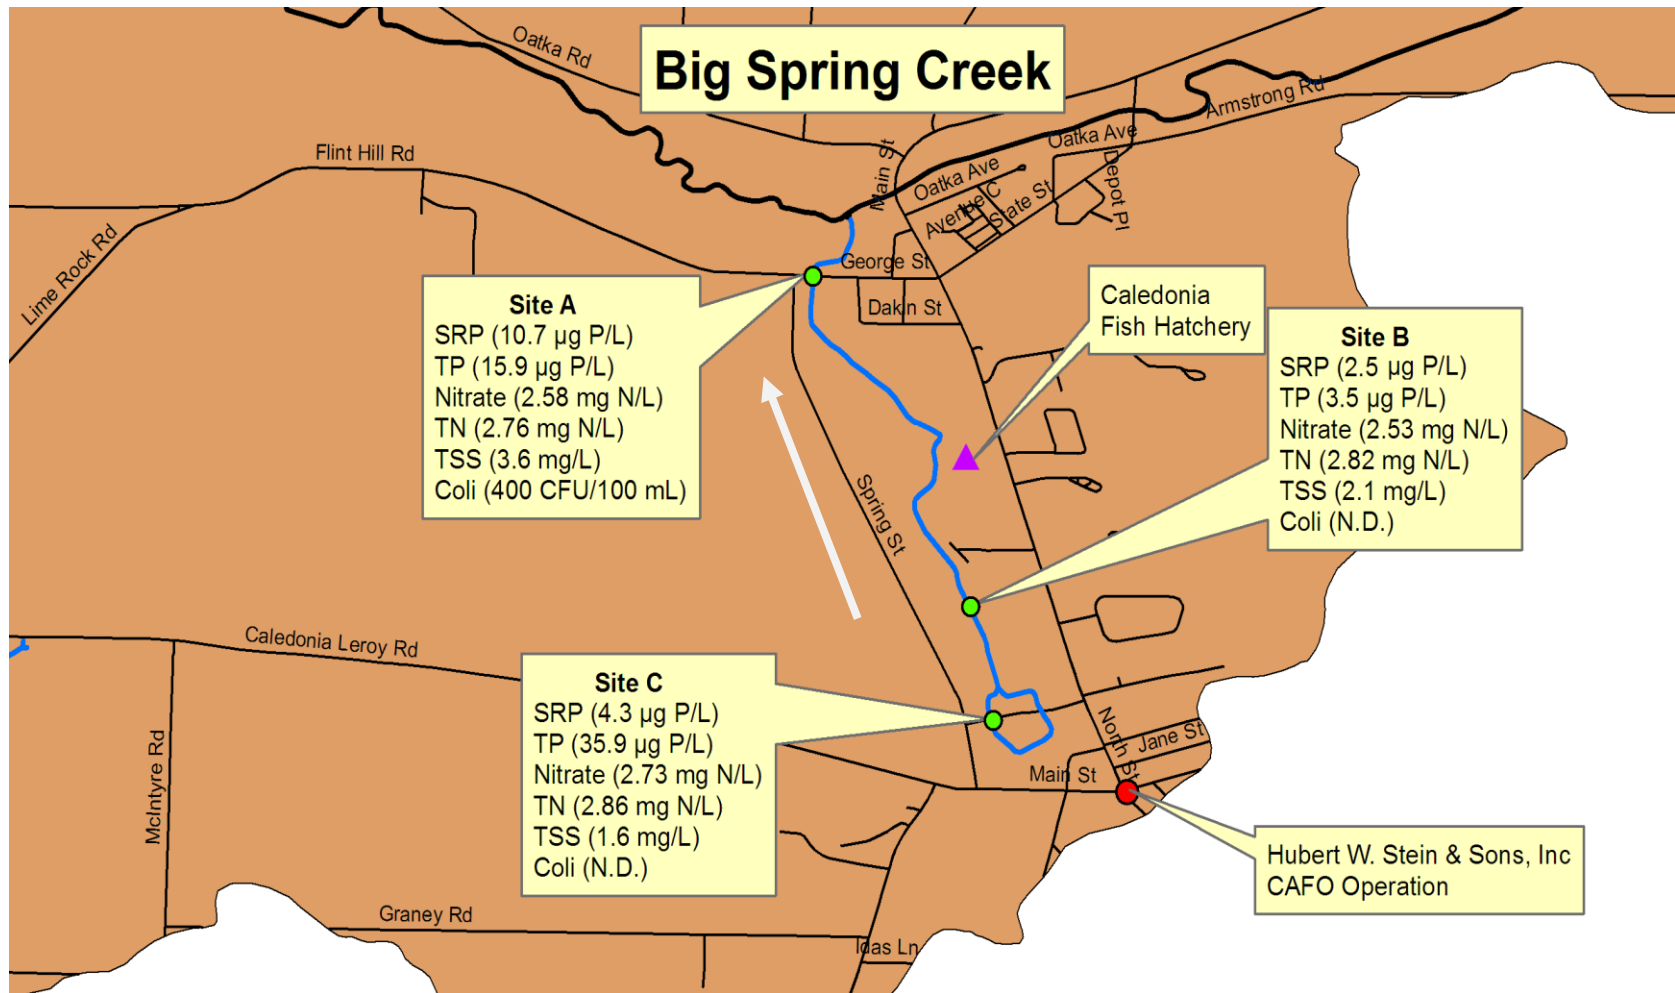 Big Spring Creek
Oatka Rd
Armstrong Rd
Oatka Ave
Main St
Flint Hill Rd
Oatka Ave
Depot Pl
Avenue C
State St
Lime Rock Rd
George St
Dakin St
Site A
SRP (10.7 µg P/L)
TP (15.9 µg P/L)
Nitrate (2.58 mg N/L)
TN (2.76 mg N/L)
TSS (3.6 mg/L)
Coli (400 CFU/100 mL)
Caledonia
Fish Hatchery
Site B
SRP (2.5 µg P/L)
TP (3.5 µg P/L)
Nitrate (2.53 mg N/L)
TN (2.82 mg N/L)
TSS (2.1 mg/L)
Coli (N.D.)
Spring St
Caledonia Leroy Rd
Site C
SRP (4.3 µg P/L)
TP (35.9 µg P/L)
Nitrate (2.73 mg N/L)
TN (2.86 mg N/L)
TSS (1.6 mg/L)
Coli (N.D.)
McIntyre Rd
North St
Jane St
Main St
Hubert W. Stein & Sons, Inc
CAFO Operation
Graney Rd
Idas Ln